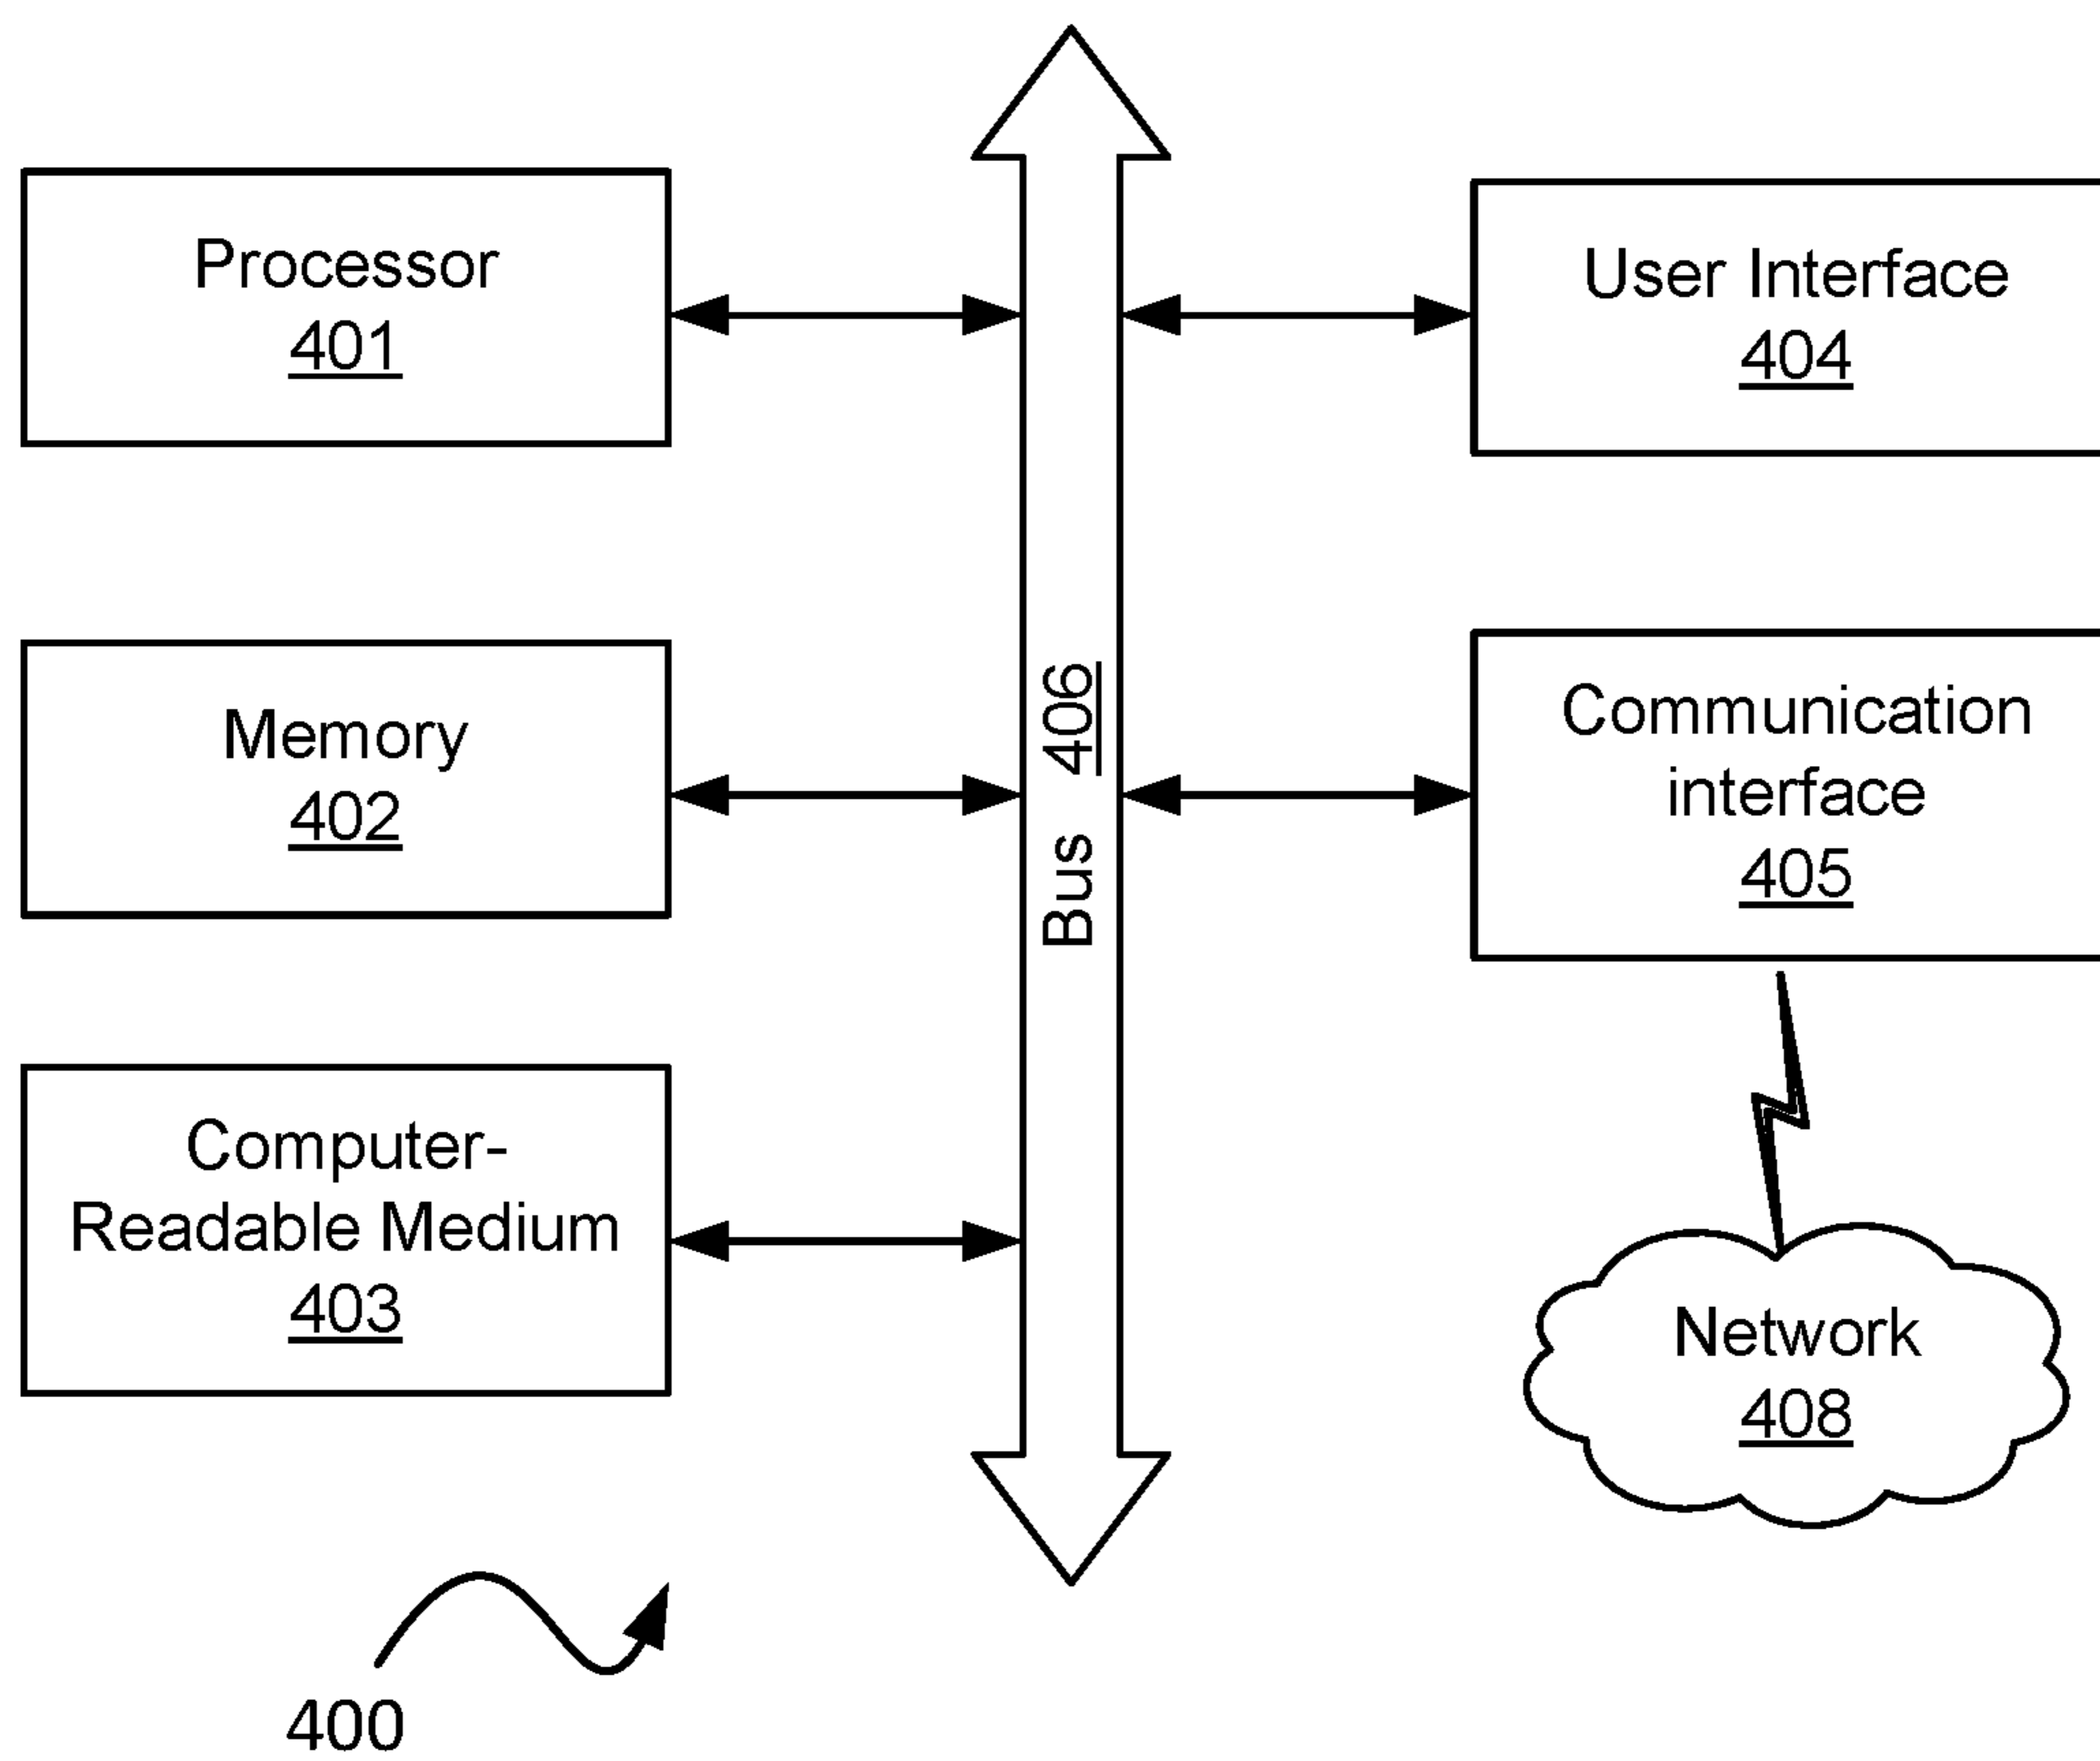 Processor
401
Memory
402
Computer-
Readable Medium
403
Bus 406
User Interface
404
Communication
interface
405
Network
408
400